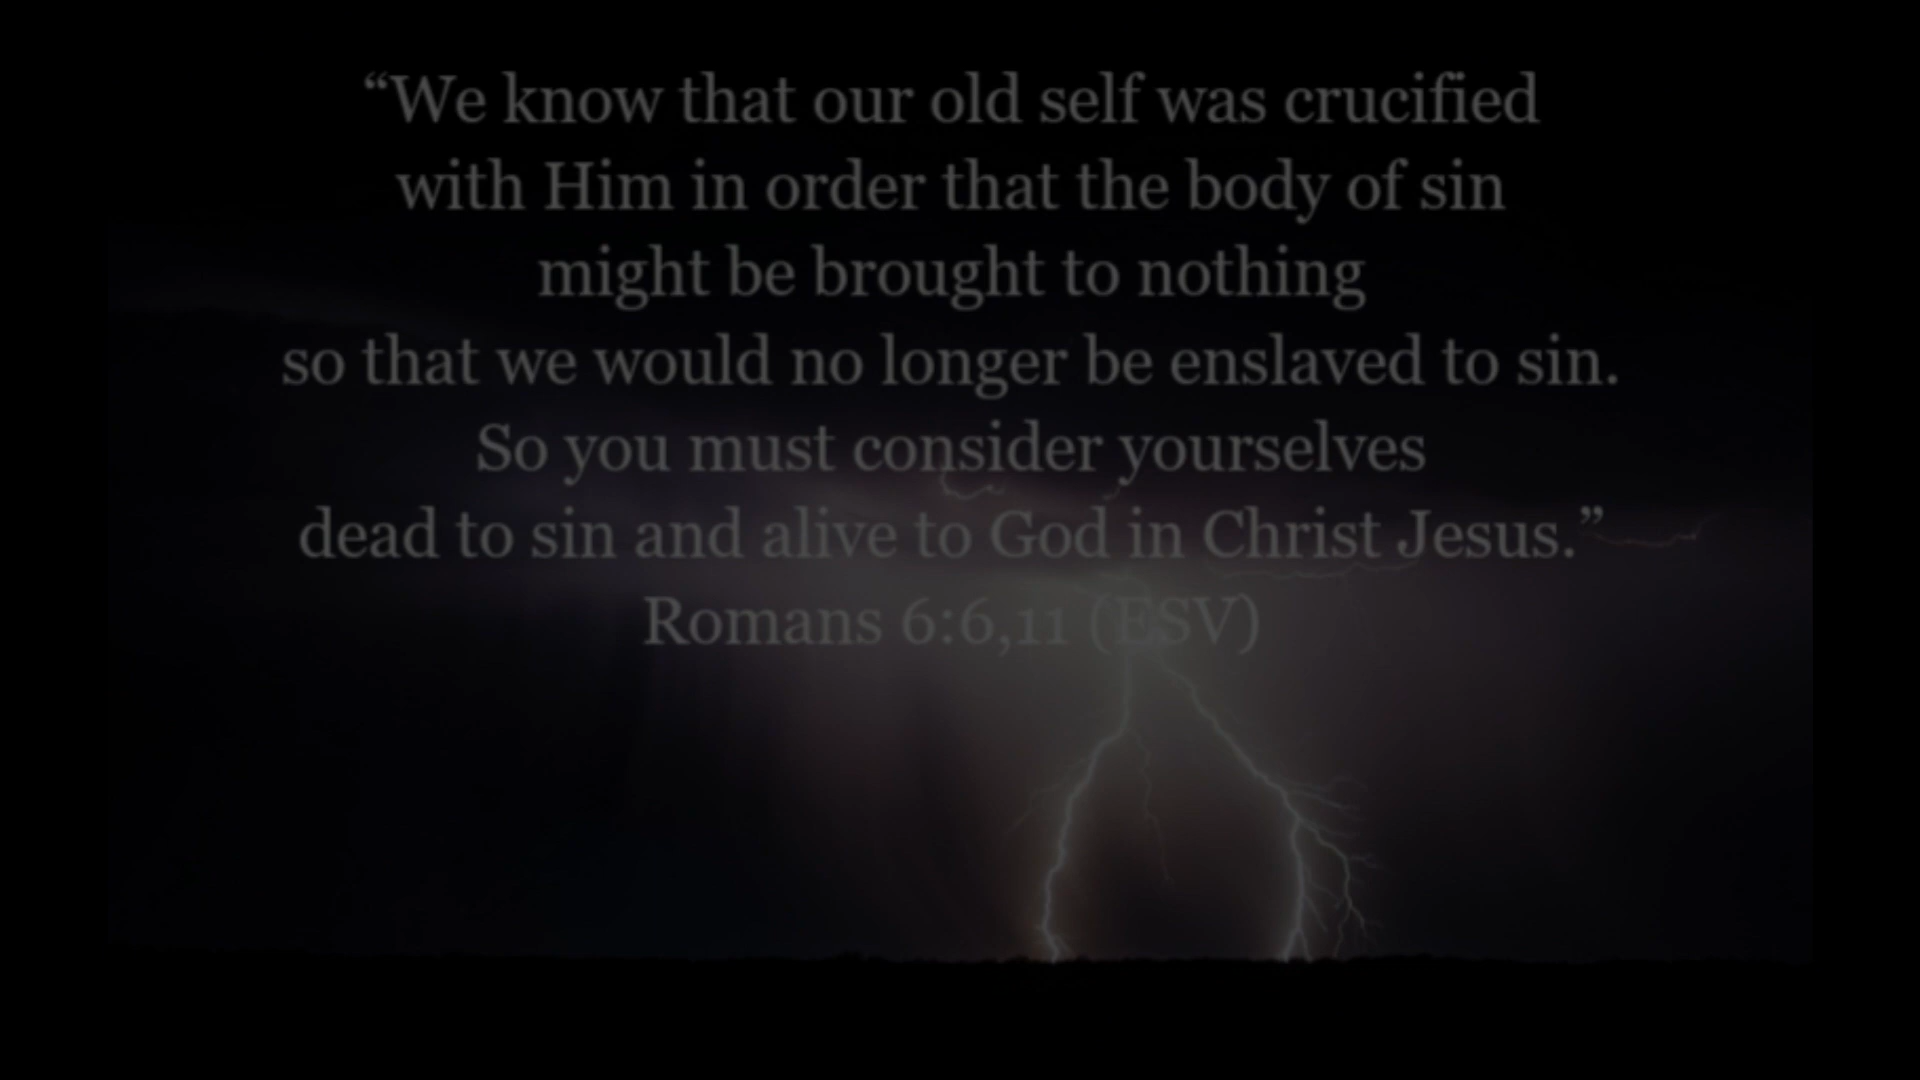 “We know that our old self was crucified
with Him in order that the body of sin
might be brought to nothing
so that we would no longer be enslaved to sin.
So you must consider yourselves
dead to sin and alive to God in Christ Jesus.”
Romans 6:6,11 (ESV)